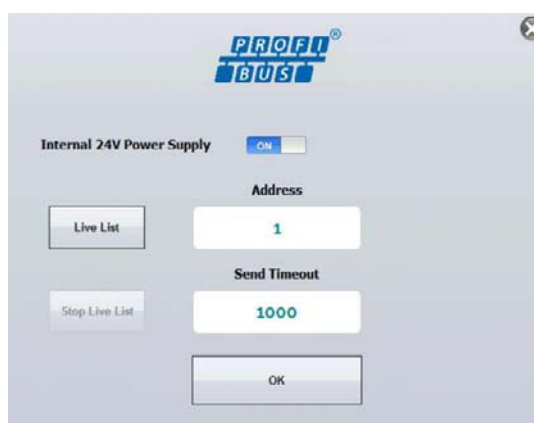 PROFI®
BUS
Internal 24V Power Supply
ON
Address
Live List
1
Send Timeout
Stop Live List
1000
OK